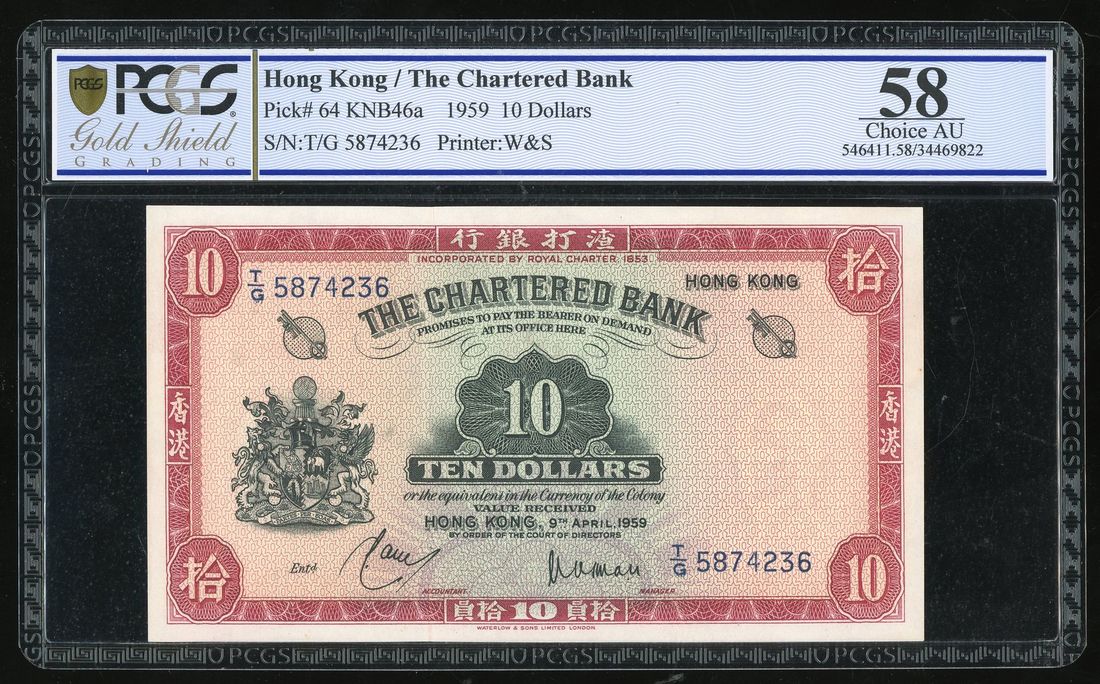 PCGS
Gold Shield
GRADING
Hong Kong / The Chartered Bank
Pick# 64 KNB46a 1959 10 Dollars
S/N:T/G 5874236 Printer:W&S
58
Choice AU
546411.58/34469822
行銀打渣
INCORPORATED BY ROYAL CHARTER 1853
10
T/G 5874236
HONG KONG
拾
THE CHARTERED BANK
PROMISES TO PAY THE BEARER ON DEMAND
AT ITS OFFICE HERE
香港
香港
10
TEN DOLLARS
or the equivalent in the Currency of the Colony
VALUE RECEIVED
HONG KONG, 9TH APRIL, 1959
BY ORDER OF THE COURT OF DIRECTORS
Entd
T/G 5874236
拾
10
ACCOUNTANT
MANAGER
員拾10員拾
WATERLOW & SONS LIMITED LONDON